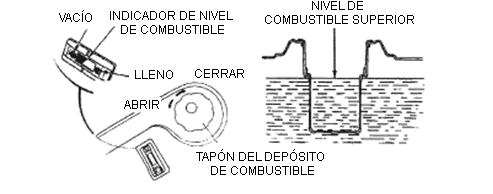 VACÍO
INDICADOR DE NIVEL
DE COMBUSTIBLE
LLENO
CERRAR
ABRIR
TAPÓN DEL DEPÓSITO
DE COMBUSTIBLE
NIVEL DE
COMBUSTIBLE SUPERIOR